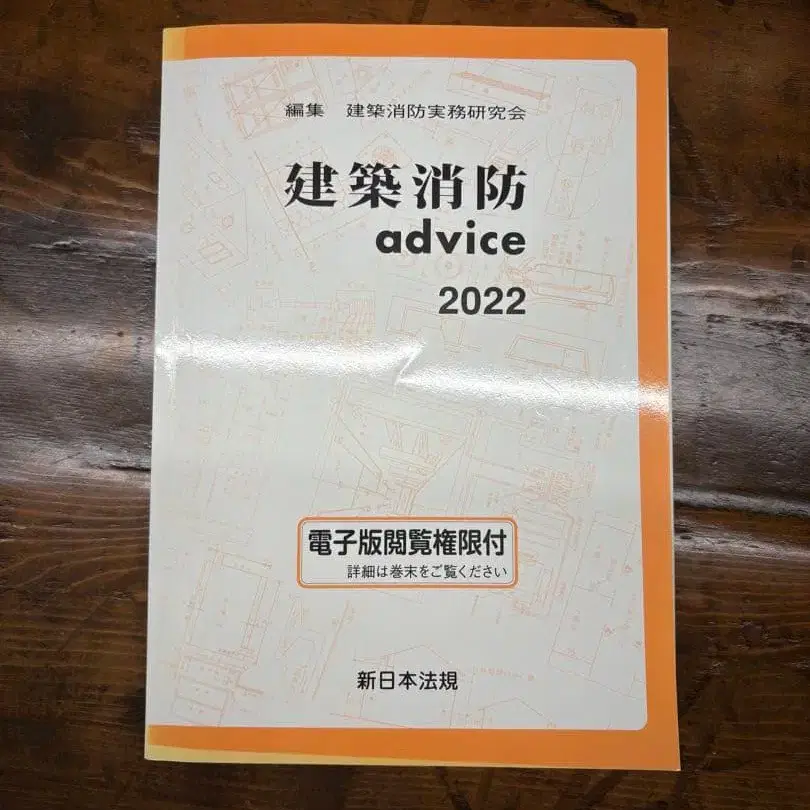 編集 建築消防実務研究会
建築消防
advice
2022
電子版閲覧権限付
詳細は巻末をご覧ください
新日本法規